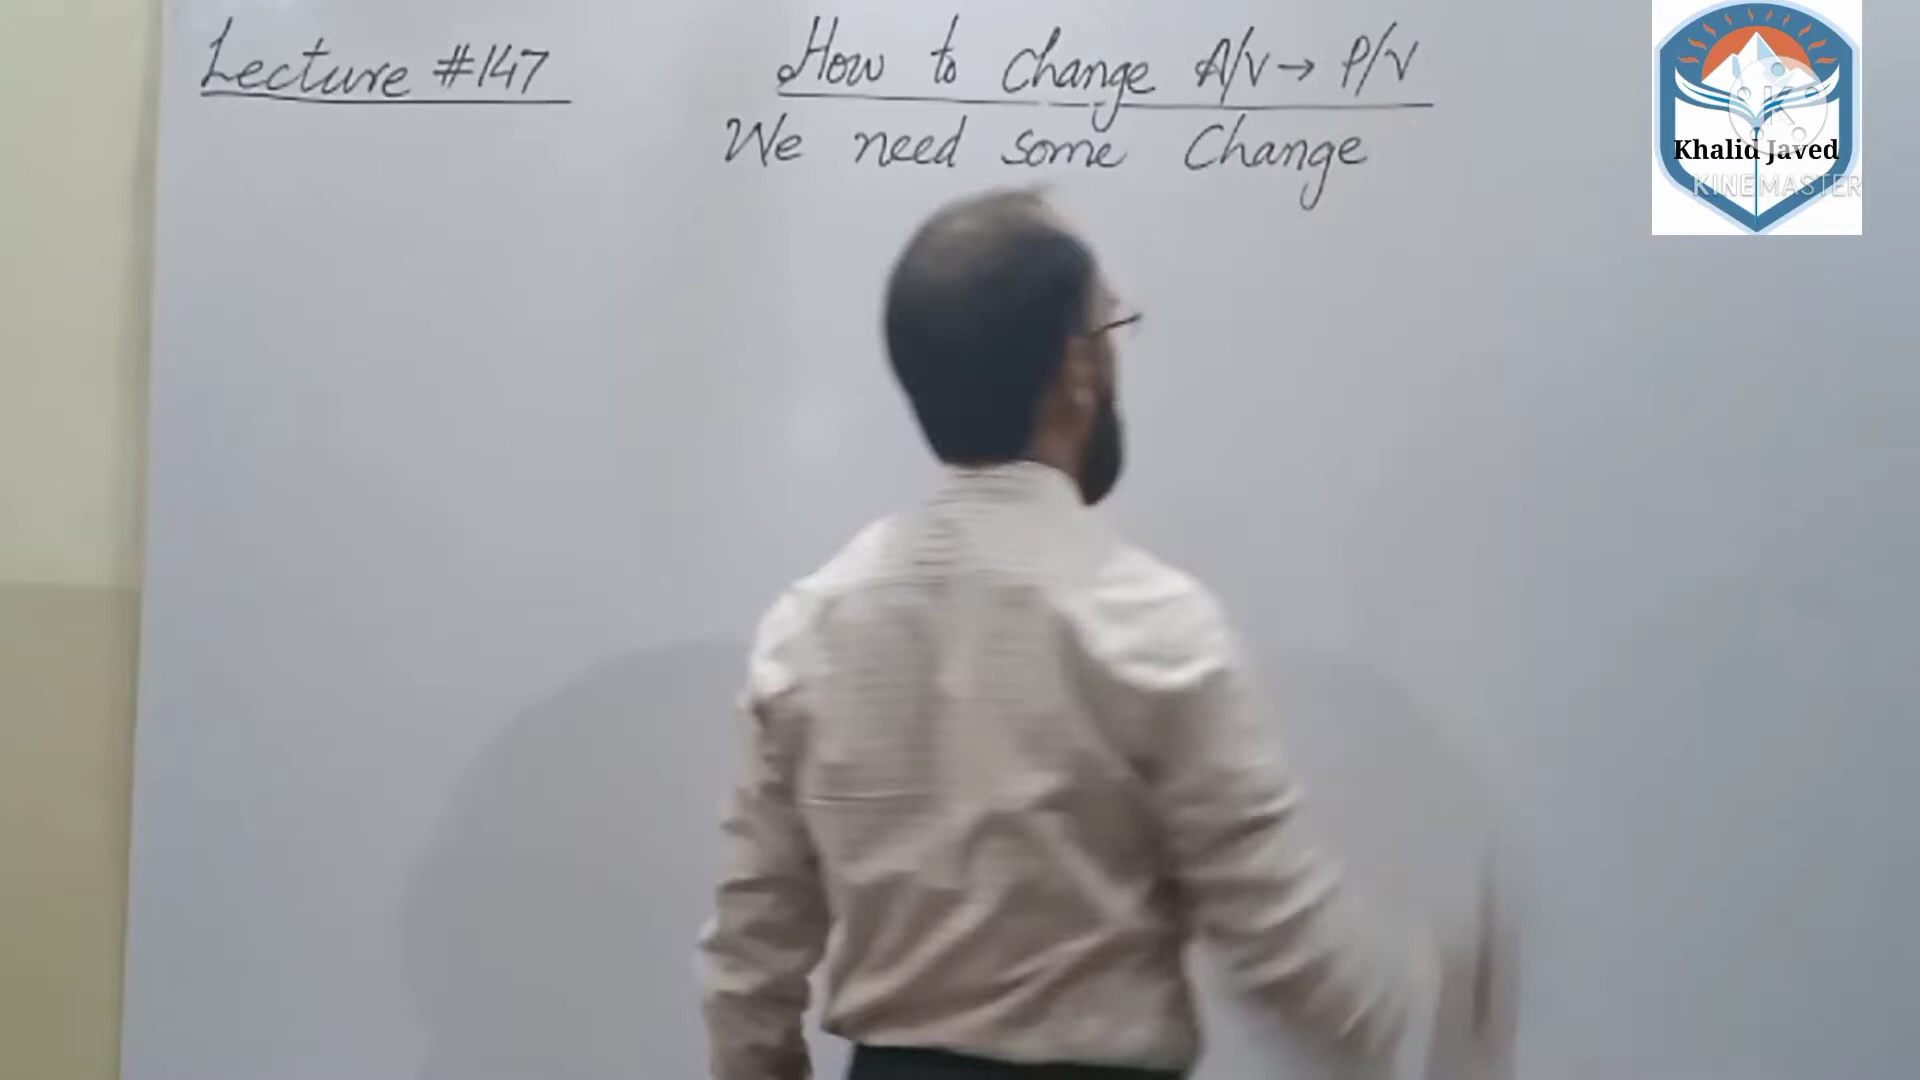 Lecture #147
How to change A/V → P/V
We need some Change
Khalid Javed
KINEMASTER